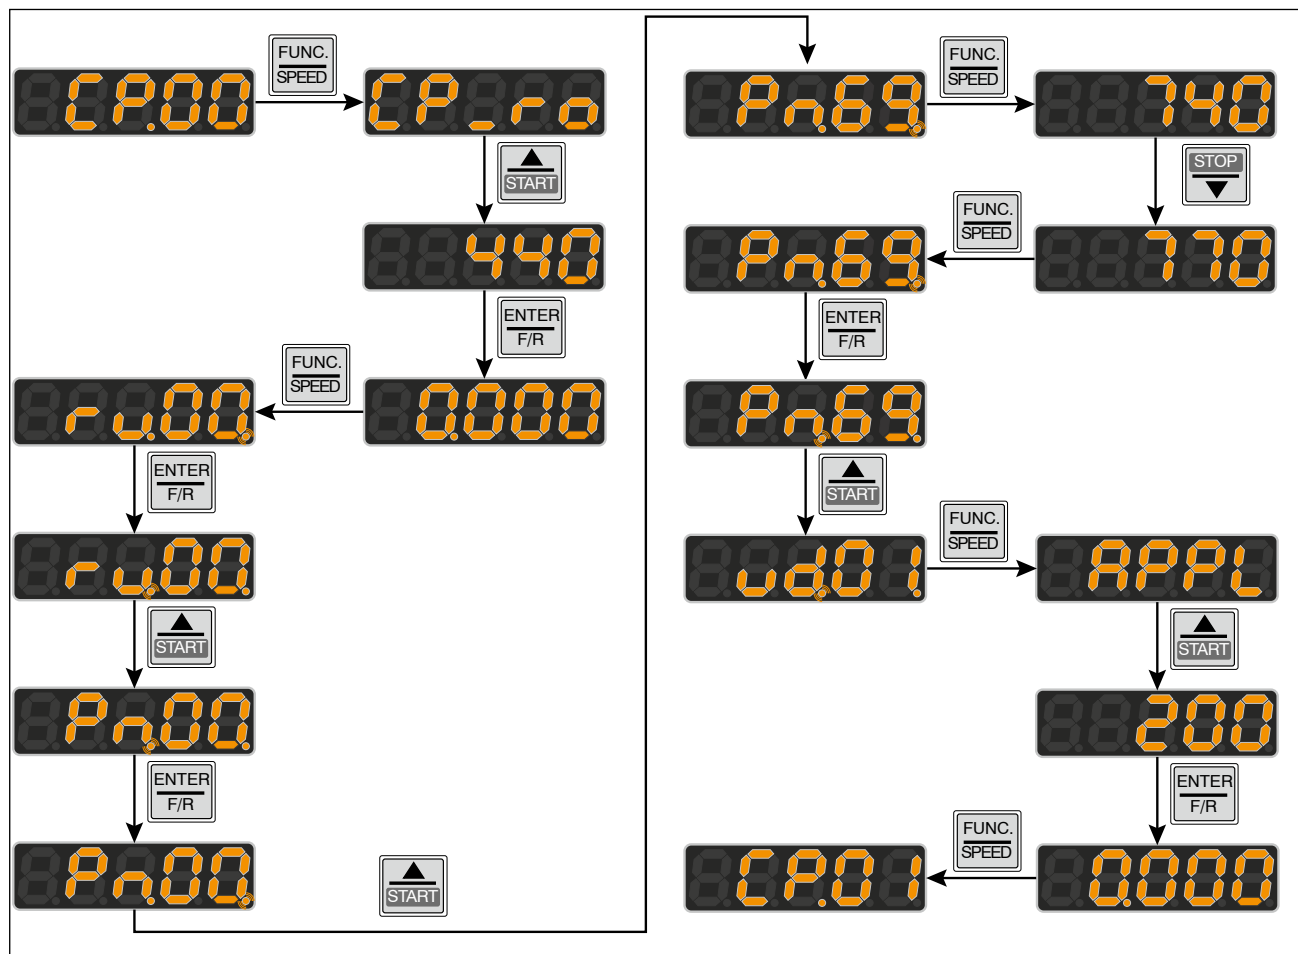 CP.00
FUNC.
SPEED
CP_ro
START
440
ENTER
F/R
0.000
FUNC.
SPEED
ru.00.
ENTER
F/R
ru.00.
START
Pn.00.
ENTER
F/R
Pn.00.
START
Pn.69.
FUNC.
SPEED
740
STOP
770
FUNC.
SPEED
Pn.69.
ENTER
F/R
Pn.69.
START
ud.01.
FUNC.
SPEED
APPL
START
200
ENTER
F/R
0.000
FUNC.
SPEED
CP.01